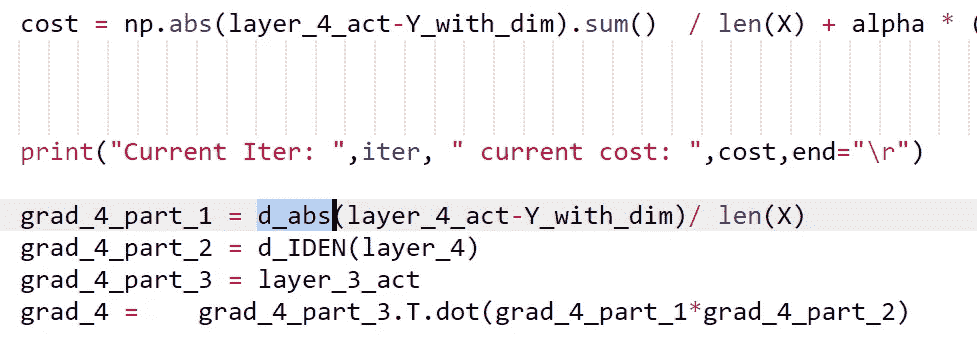 cost = np.abs(layer_4_act-Y_with_dim).sum()  / len(X) + alpha * (
print("Current Iter: ",iter, " current cost: ",cost,end="\r")
grad_4_part_1 = d_abs(layer_4_act-Y_with_dim)/ len(X)
grad_4_part_2 = d_IDEN(layer_4)
grad_4_part_3 = layer_3_act
grad_4 =    grad_4_part_3.T.dot(grad_4_part_1*grad_4_part_2)